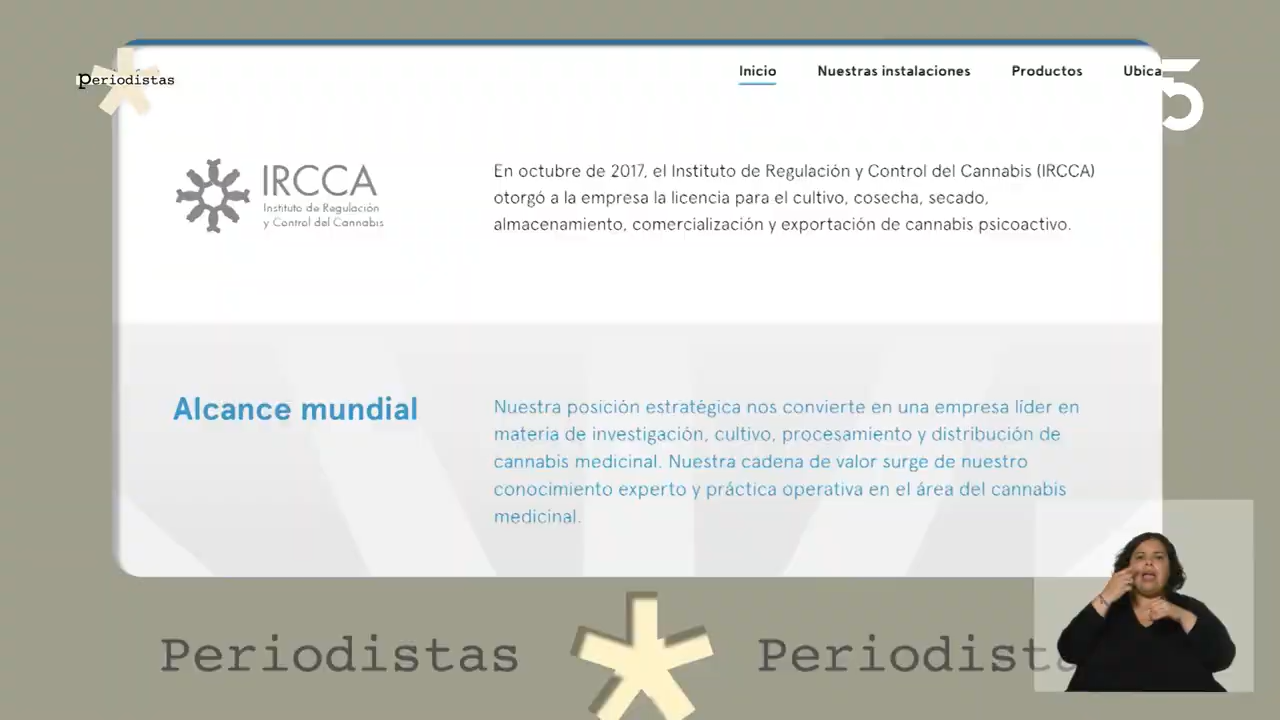 periodistas
Inicio
Nuestras instalaciones
Productos
Ubica
5
IRCCA
Instituto de Regulación
y Control del Cannabis
En octubre de 2017, el Instituto de Regulación y Control del Cannabis (IRCCA)
otorgó a la empresa la licencia para el cultivo, cosecha, secado,
almacenamiento, comercialización y exportación de cannabis psicoactivo.
Alcance mundial
Nuestra posición estratégica nos convierte en una empresa líder en
materia de investigación, cultivo, procesamiento y distribución de
cannabis medicinal. Nuestra cadena de valor surge de nuestro
conocimiento experto y práctica operativa en el área del cannabis
medicinal.
Periodistas
Periodista